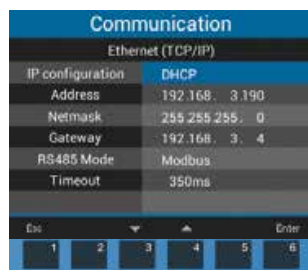 Communication
Ethernet (TCP/IP)
IP configuration DHCP
Address 192.168. 3.190
Netmask 255.255.255. 0
Gateway 192.168. 3. 4
RS485 Mode Modbus
Timeout 350ms
Esc Enter
1 2 3 4 5 6